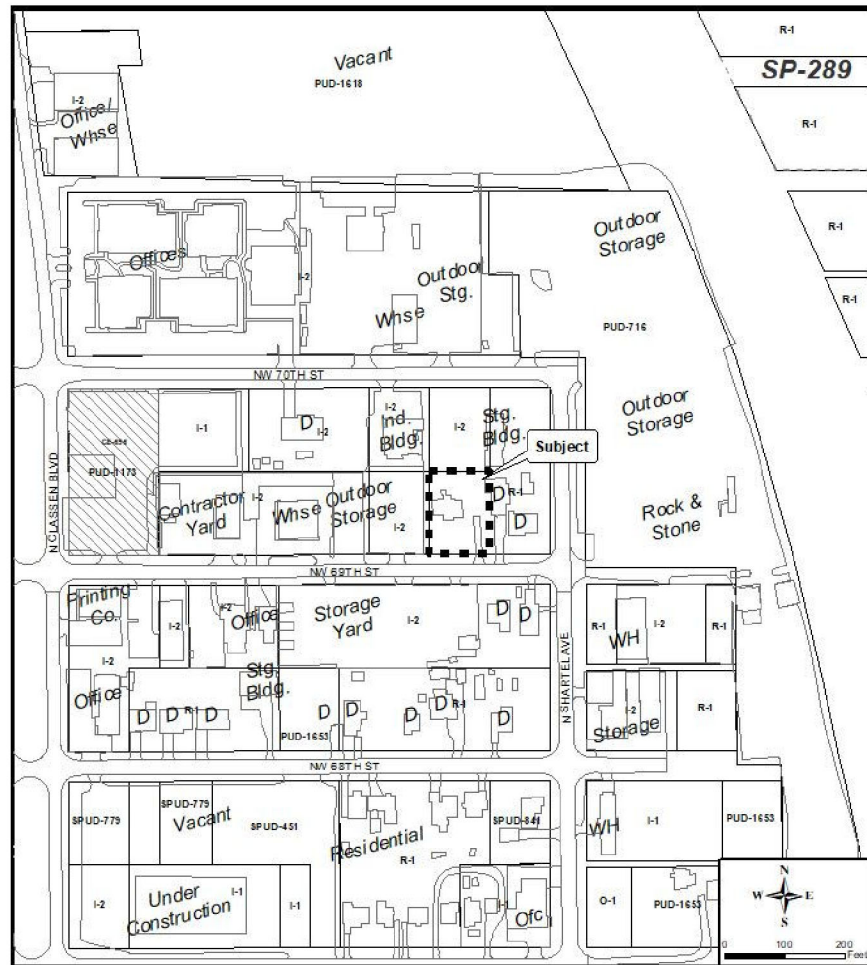 R-1
SP-289
Vacant
PUD-1618
I-2
Office/
Whse
R-1
R-1
R-1
Outdoor
Storage
Offices
I-2
Outdoor
Stg.
Whse
PUD-716
NW 70TH ST
Outdoor
Storage
I-1
D
I-2
I-2
Ind.
Bldg.
I-2
Stg.
Bldg.
Subject
PUD-1173
N CLASSEN BLVD
Contractor
Yard
I-2
Whse
Outdoor
Storage
I-2
D
R-1
D
Rock &
Stone
NW 69TH ST
Printing
Co.
I-2
I-2
I-2
Office
Storage
Yard
I-2
D
D
R-1
WH
I-2
R-1
N SHARTEL AVE
Office
Stg.
Bldg.
D
D
R-1
D
D
PUD-1653
D
D
D
R-1
D
I-2
Storage
R-1
NW 68TH ST
SPUD-779
SPUD-779
Vacant
SPUD-451
Residential
R-1
SPUD-841
WH
I-1
PUD-1653
I-2
Under
Construction
I-1
I-1
I-1
Ofc
O-1
PUD-1653
N
W
E
S
0
100
200
Feet